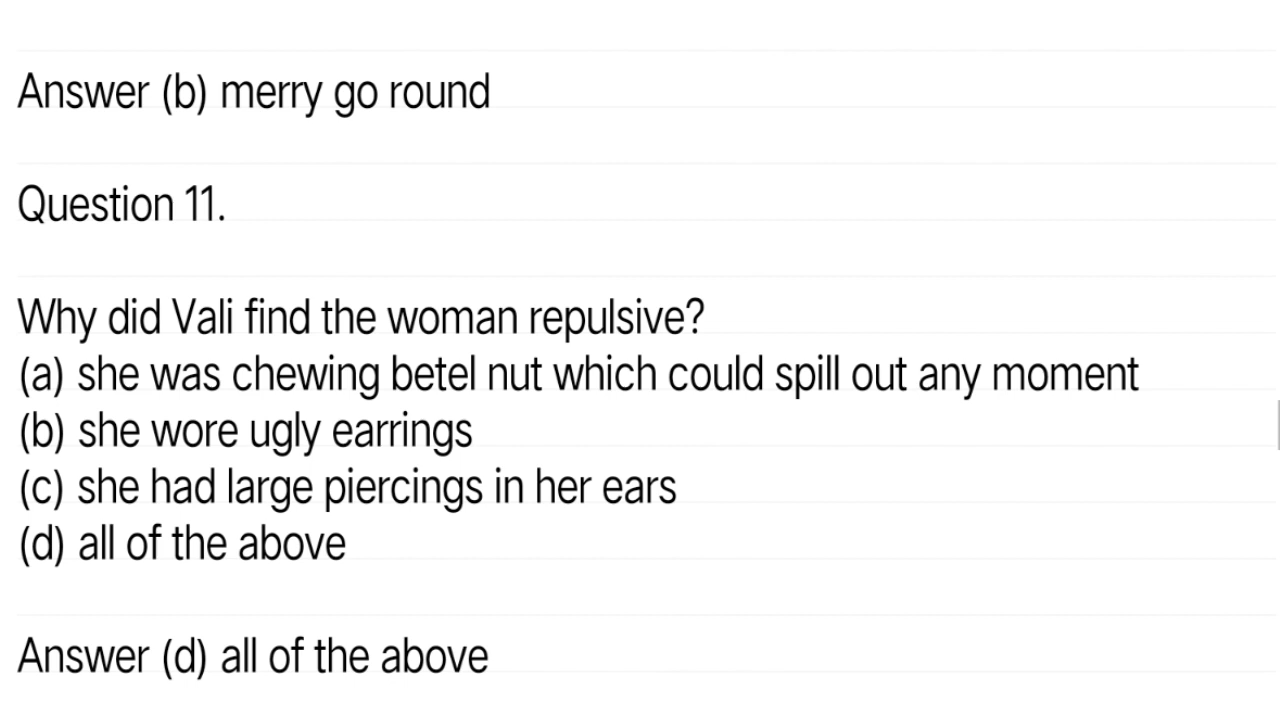 Answer (b) merry go round
Question 11.
Why did Vali find the woman repulsive?
(a) she was chewing betel nut which could spill out any moment
(b) she wore ugly earrings
(c) she had large piercings in her ears
(d) all of the above
Answer (d) all of the above